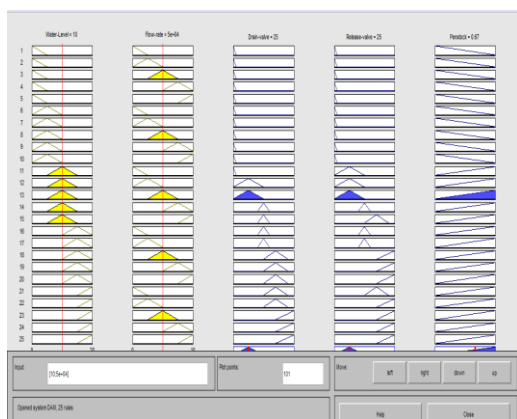 Water-Level = 10
Flow-rate = 5e+04
Drain-valve = 25
Release-valve = 25
Penstock = 0.67
1
2
3
4
5
6
7
8
9
10
11
12
13
14
15
16
17
18
19
20
21
22
23
24
25
Input:
[10;5e+04]
Plot points:
101
Move:
left
right
down
up
Opened system DAM, 25 rules
Help
Close